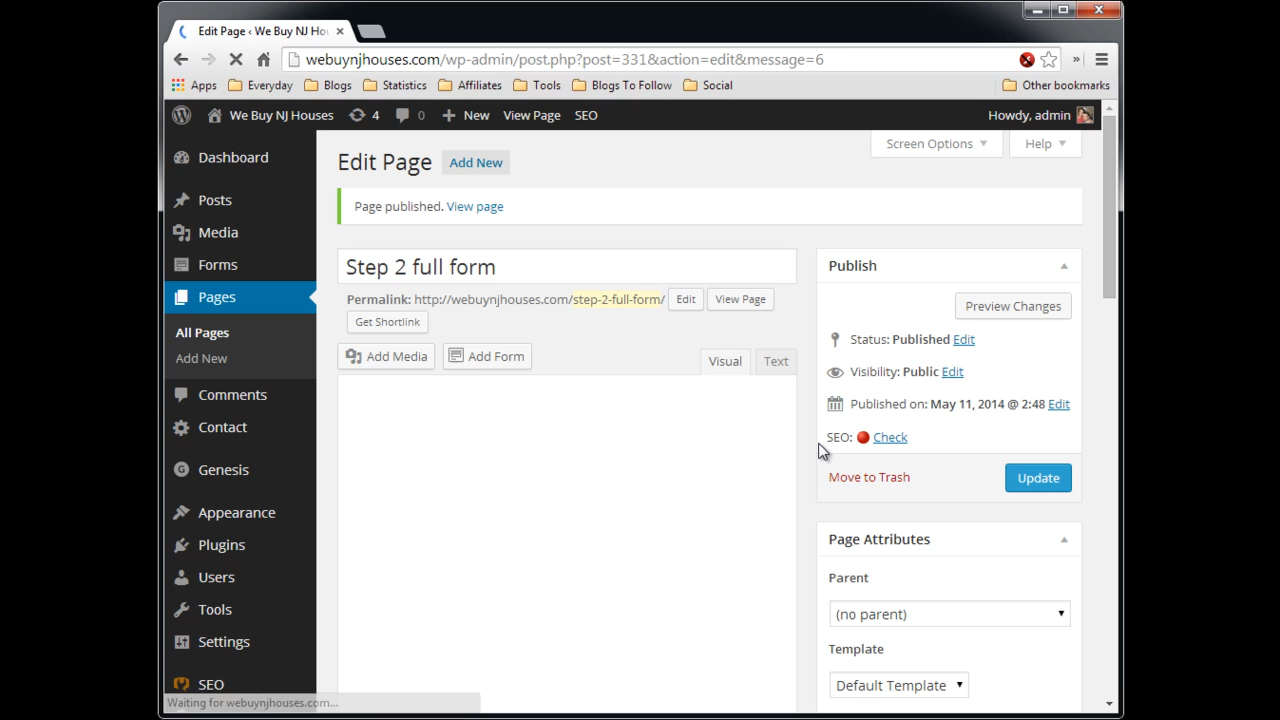 Edit Page ‹ We Buy NJ Hou
webuynjhouses.com/wp-admin/post.php?post=331&action=edit&message=6
Apps Everyday Blogs Statistics Affiliates Tools Blogs To Follow Social Other bookmarks
We Buy NJ Houses 4 0 New View Page SEO Howdy, admin
Screen Options Help
Dashboard
Posts
Media
Forms
Pages
All Pages
Add New
Comments
Contact
Genesis
Appearance
Plugins
Users
Tools
Settings
SEO
Edit Page Add New
Page published. View page
Step 2 full form
Permalink: http://webuynjhouses.com/step-2-full-form/ Edit View Page
Get Shortlink
Add Media Add Form Visual Text
Publish
Preview Changes
Status: Published Edit
Visibility: Public Edit
Published on: May 11, 2014 @ 2:48 Edit
SEO: Check
Move to Trash Update
Page Attributes
Parent
(no parent)
Template
Default Template
Waiting for webuynjhouses.com...